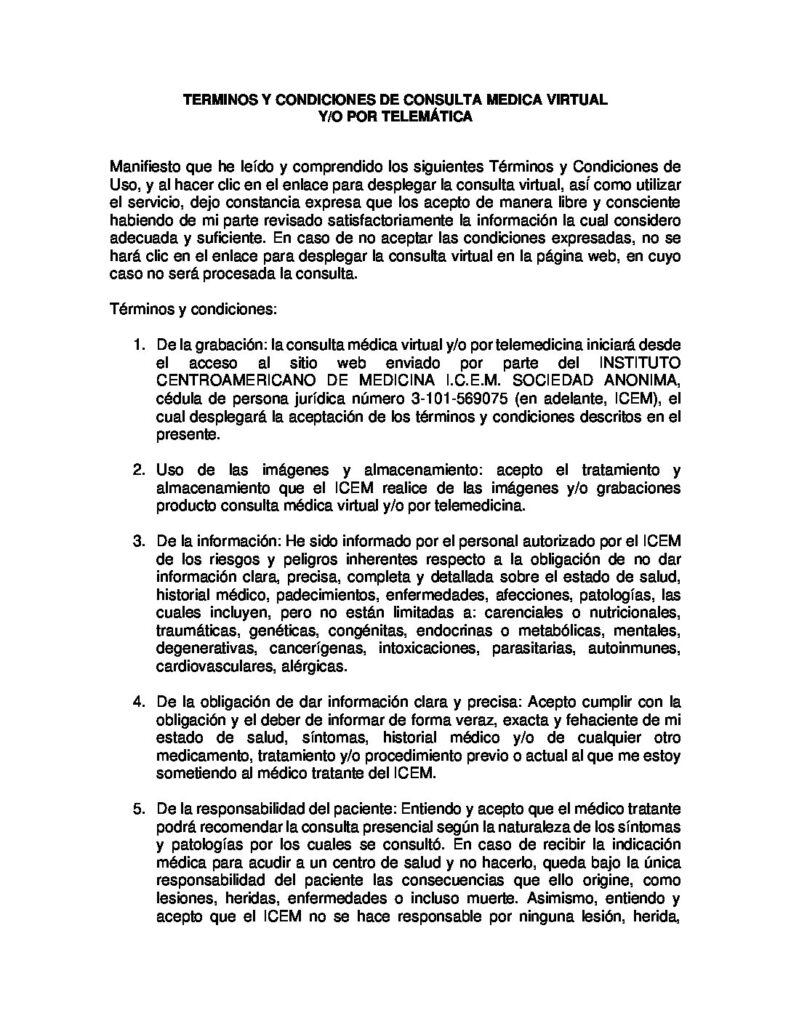 TERMINOS Y CONDICIONES DE CONSULTA MEDICA VIRTUAL
Y/O POR TELEMÁTICA
Manifiesto que he leído y comprendido los siguientes Términos y Condiciones de
Uso, y al hacer clic en el enlace para desplegar la consulta virtual, así como utilizar
el servicio, dejo constancia expresa que los acepto de manera libre y consciente
habiendo de mi parte revisado satisfactoriamente la información la cual considero
adecuada y suficiente. En caso de no aceptar las condiciones expresadas, no se
hará clic en el enlace para desplegar la consulta virtual en la página web, en cuyo
caso no será procesada la consulta.
Términos y condiciones:
1. De la grabación: la consulta médica virtual y/o por telemedicina iniciará desde
el acceso al sitio web enviado por parte del INSTITUTO
CENTROAMERICANO DE MEDICINA I.C.E.M. SOCIEDAD ANONIMA,
cédula de persona jurídica número 3-101-569075 (en adelante, ICEM), el
cual desplegará la aceptación de los términos y condiciones descritos en el
presente.
2. Uso de las imágenes y almacenamiento: acepto el tratamiento y
almacenamiento que el ICEM realice de las imágenes y/o grabaciones
producto consulta médica virtual y/o por telemedicina.
3. De la información: He sido informado por el personal autorizado por el ICEM
de los riesgos y peligros inherentes respecto a la obligación de no dar
información clara, precisa, completa y detallada sobre el estado de salud,
historial médico, padecimientos, enfermedades, afecciones, patologías, las
cuales incluyen, pero no están limitadas a: carenciales o nutricionales,
traumáticas, genéticas, congénitas, endocrinas o metabólicas, mentales,
degenerativas, cancerígenas, intoxicaciones, parasitarias, autoinmunes,
cardiovasculares, alérgicas.
4. De la obligación de dar información clara y precisa: Acepto cumplir con la
obligación y el deber de informar de forma veraz, exacta y fehaciente de mi
estado de salud, síntomas, historial médico y/o de cualquier otro
medicamento, tratamiento y/o procedimiento previo o actual al que me estoy
sometiendo al médico tratante del ICEM.
5. De la responsabilidad del paciente: Entiendo y acepto que el médico tratante
podrá recomendar la consulta presencial según la naturaleza de los síntomas
y patologías por los cuales se consultó. En caso de recibir la indicación
médica para acudir a un centro de salud y no hacerlo, queda bajo la única
responsabilidad del paciente las consecuencias que ello origine, como
lesiones, heridas, enfermedades o incluso muerte. Asimismo, entiendo y
acepto que el ICEM no se hace responsable por ninguna lesión, herida,